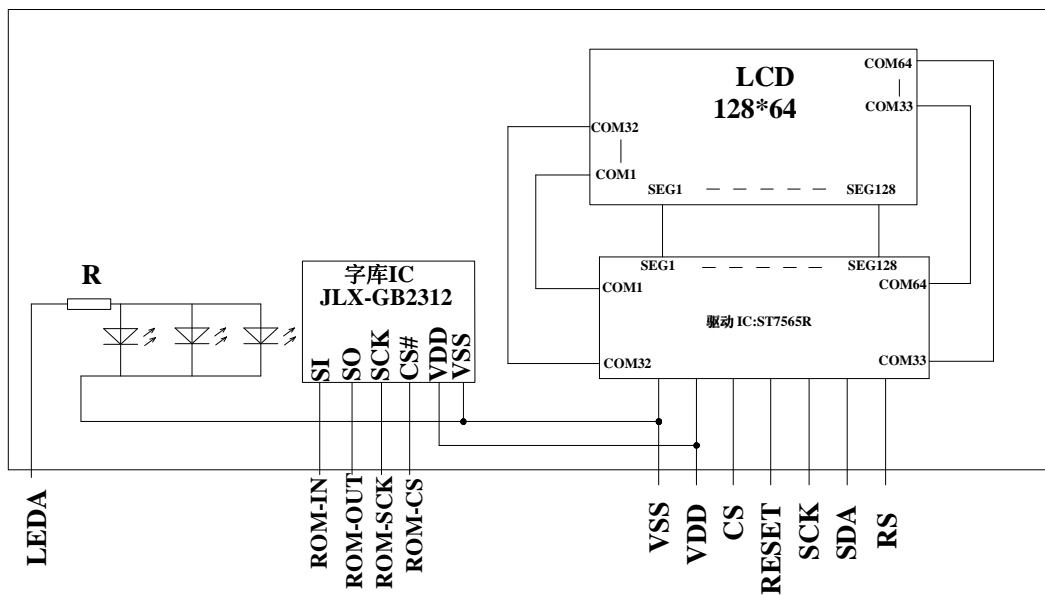 LCD
128*64
COM64
COM33
COM32
COM1
SEG1
SEG128
SEG1
SEG128
COM1
COM64
驱动 IC:ST7565R
COM32
COM33
R
字库IC
JLX-GB2312
SI
SO
SCK
CS#
VDD
VSS
LEDA
ROM-IN
ROM-OUT
ROM-SCK
ROM-CS
VSS
VDD
CS
RESET
SCK
SDA
RS